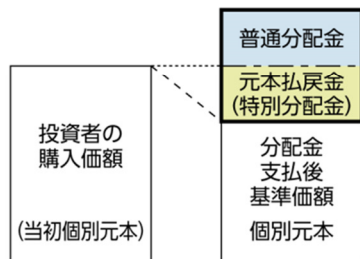 普通分配金
元本払戻金
(特別分配金)
投資者の
購入価額
(当初個別元本)
分配金
支払後
基準価額
個別元本